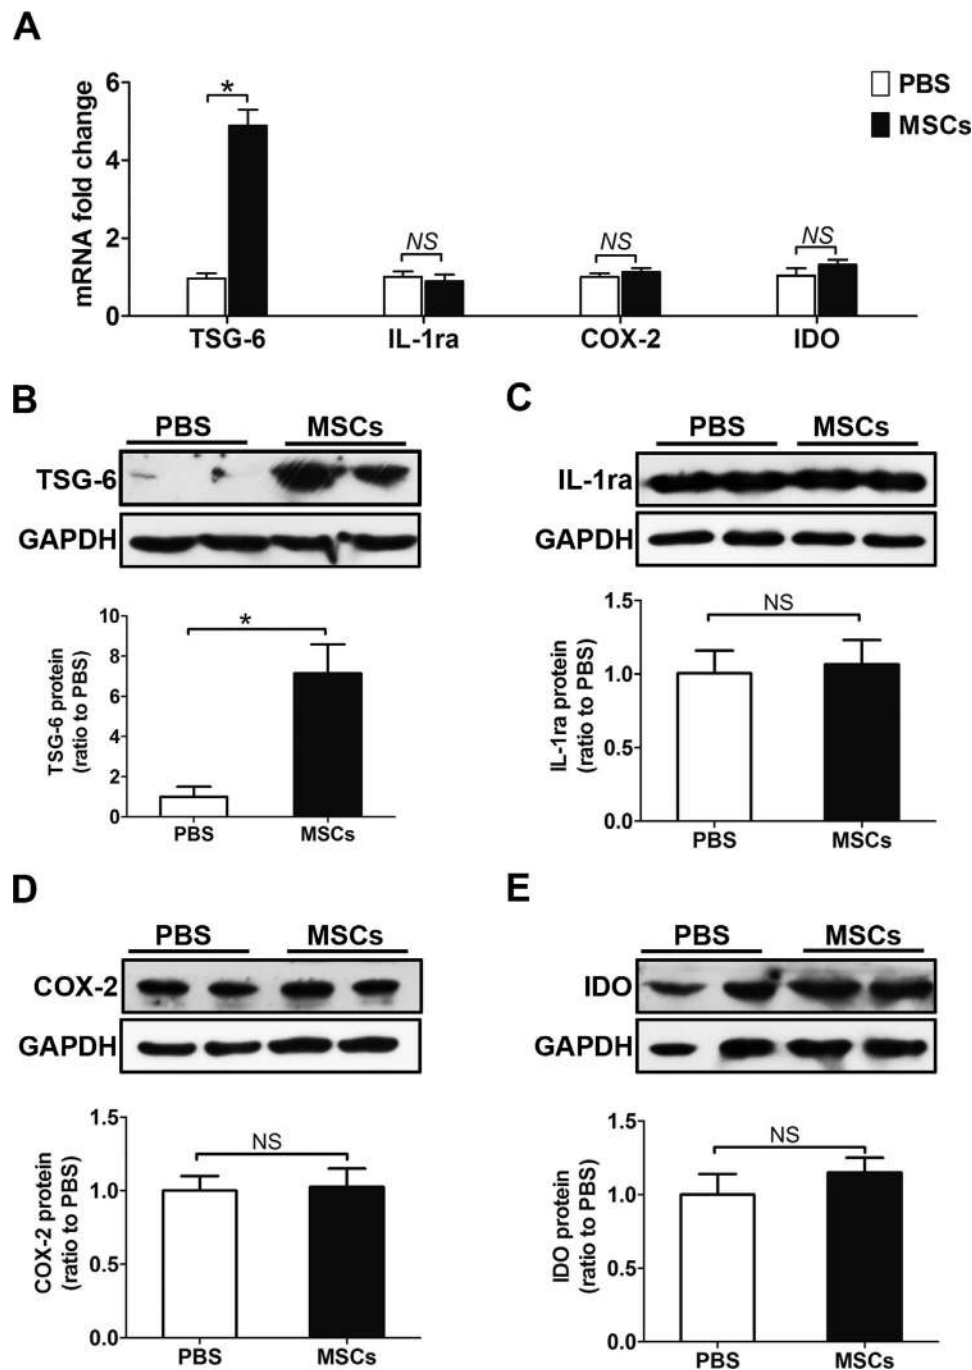 A
mRNA fold change
6
4
2
0
*
NS
NS
NS
PBS
MSCs
TSG-6
IL-1ra
COX-2
IDO
B
PBS
MSCs
TSG-6
GAPDH
TSG-6 protein
(ratio to PBS)
10
8
6
4
2
0
*
PBS
MSCs
C
PBS
MSCs
IL-1ra
GAPDH
IL-1ra protein
(ratio to PBS)
1.5
1.0
0.5
0.0
NS
PBS
MSCs
D
PBS
MSCs
COX-2
GAPDH
COX-2 protein
(ratio to PBS)
1.5
1.0
0.5
0.0
NS
PBS
MSCs
E
PBS
MSCs
IDO
GAPDH
IDO protein
(ratio to PBS)
1.5
1.0
0.5
0.0
NS
PBS
MSCs